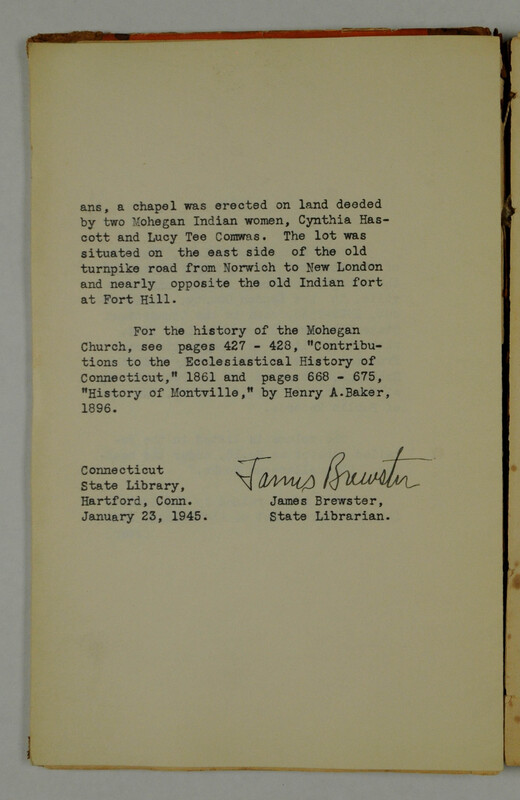 ans, a chapel was erected on land deeded
by two Mohegan Indian women, Cynthia Has-
cott and Lucy Tee Comwas.  The lot was
situated on  the east side  of the old
turnpike road from Norwich to New London
and nearly  opposite the old Indian fort
at Fort Hill.

For the history of the Mohegan
Church, see  pages 427 - 428, "Contribu-
tions to the  Ecclesiastical History of
Connecticut," 1861 and  pages 668 - 675,
"History of Montville," by Henry A.Baker,
1896.

James Brewster
Connecticut
State Library,
Hartford, Conn.    James Brewster,
January 23, 1945.    State Librarian.